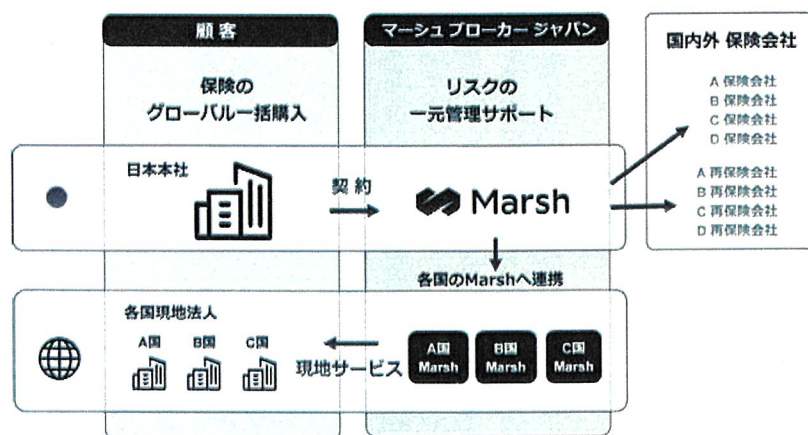 顧客
保険の
グローバル一括購入
マーシュ ブローカー ジャパン
リスクの
一元管理サポート
国内外 保険会社
A 保険会社
B 保険会社
C 保険会社
D 保険会社
A 再保険会社
B 再保険会社
C 再保険会社
D 再保険会社
日本本社
契約
Marsh
各国のMarshへ連携
各国現地法人
A国
B国
C国
現地サービス
A国
Marsh
B国
Marsh
C国
Marsh